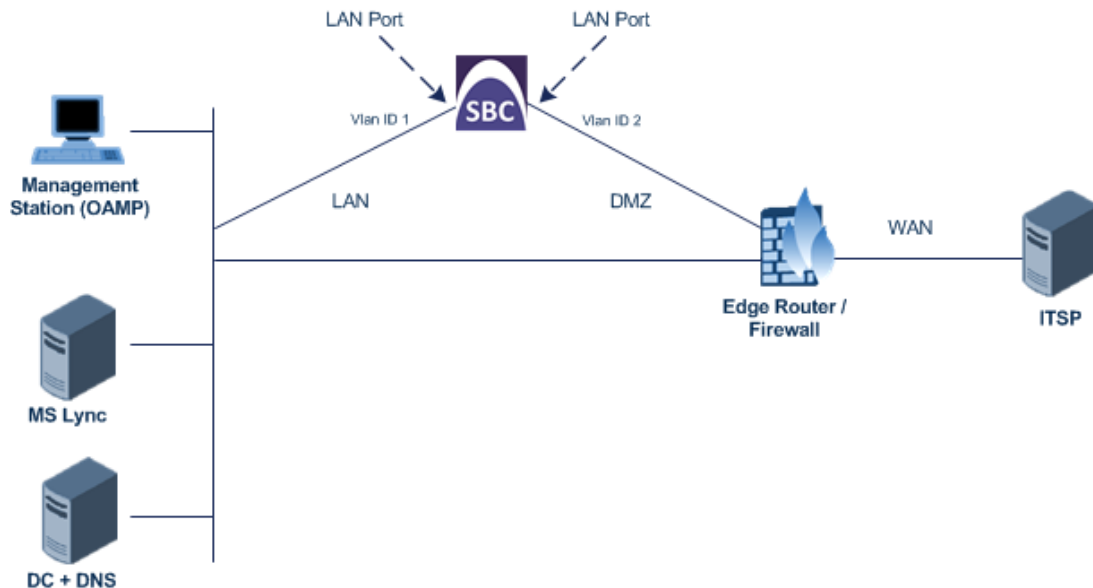 LAN Port
LAN Port
SBC
Vlan ID 1
Vlan ID 2
Management
Station (OAMP)
LAN
DMZ
WAN
Edge Router /
Firewall
ITSP
MS Lync
DC + DNS